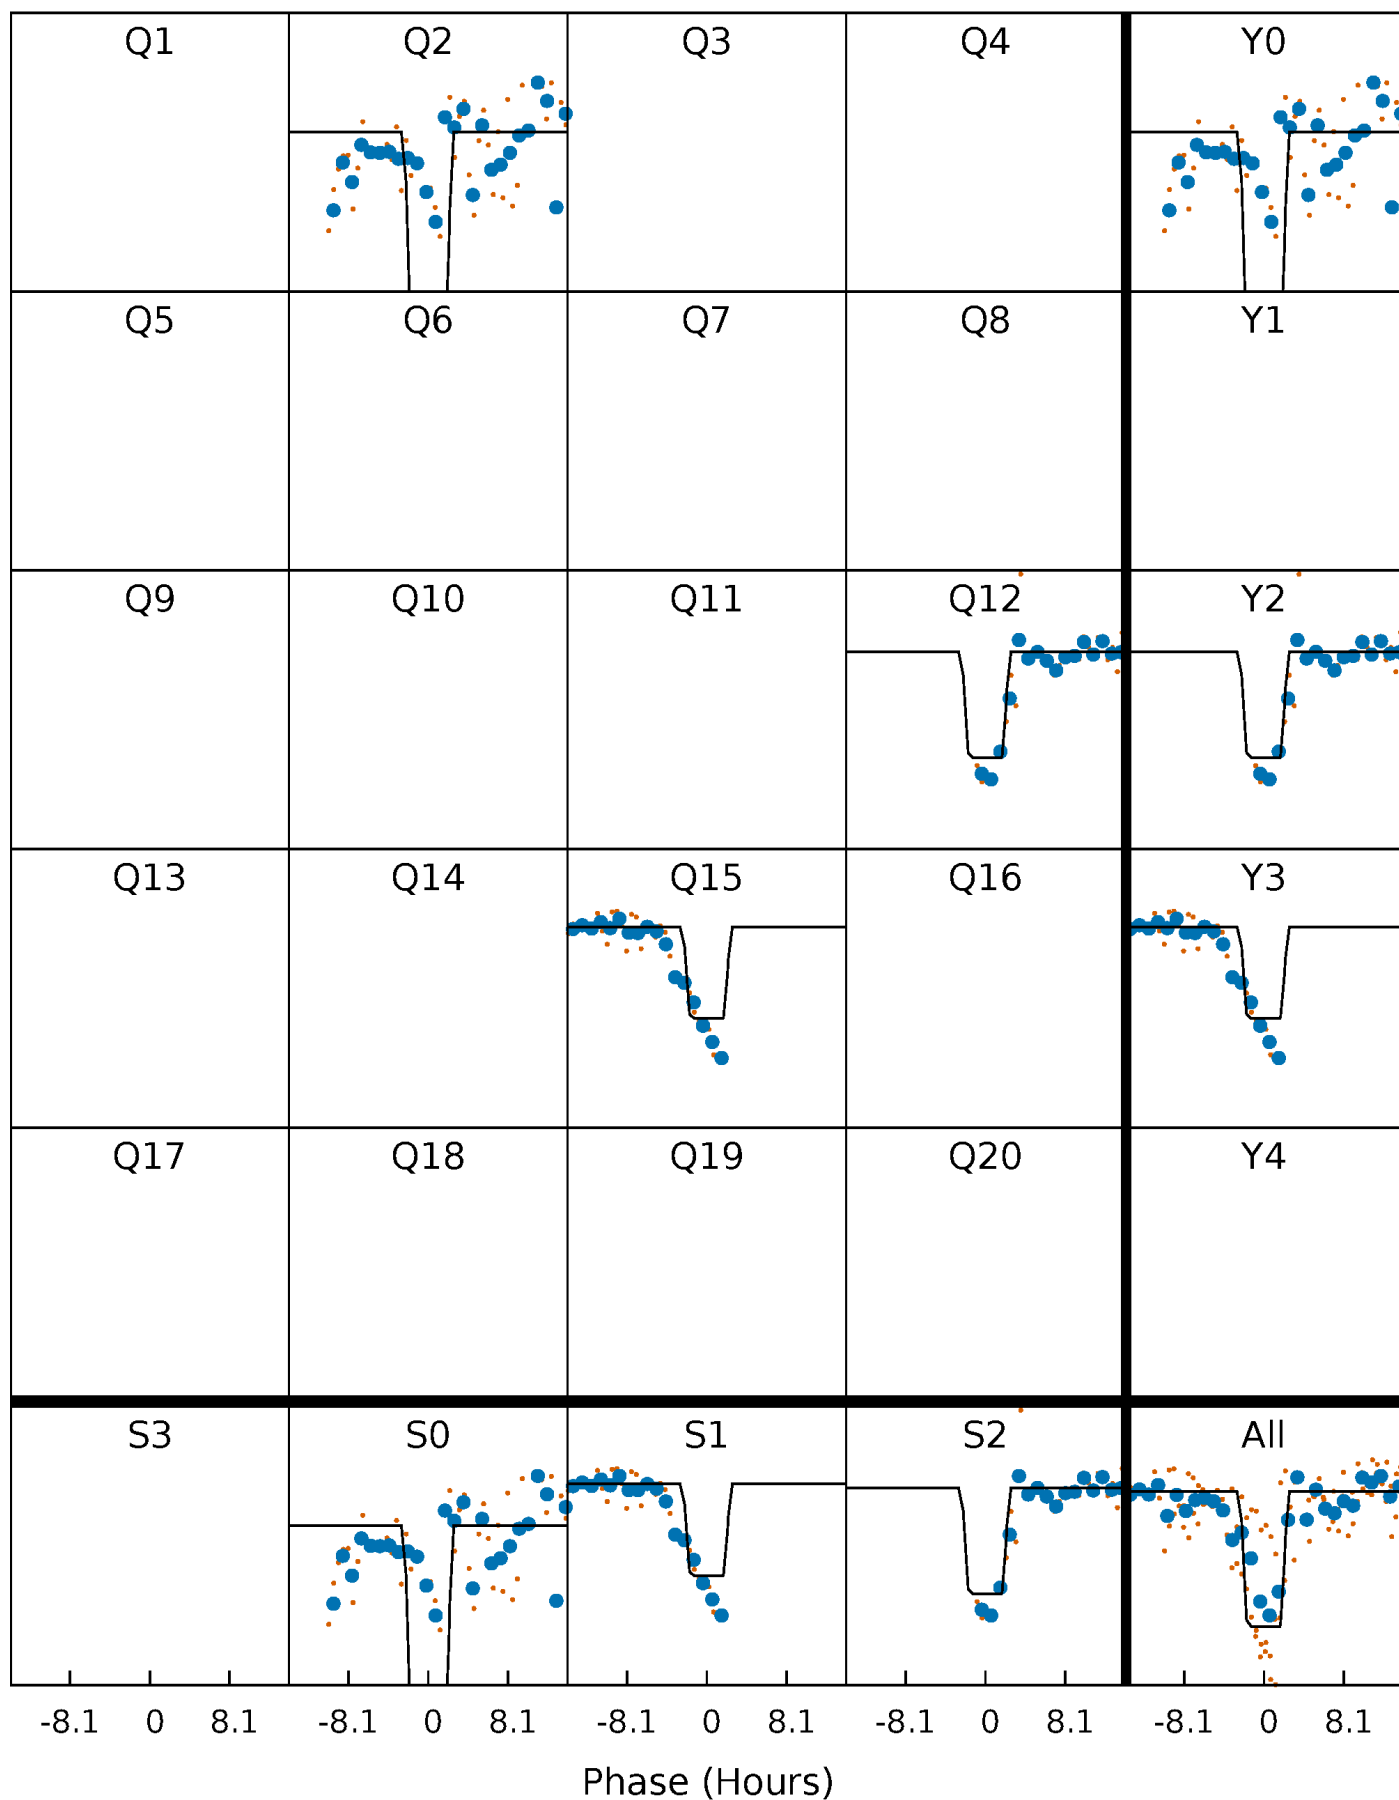 Q1 Q2 Q3 Q4 Y0
Q5 Q6 Q7 Q8 Y1
Q9 Q10 Q11 Q12 Y2
Q13 Q14 Q15 Q16 Y3
Q17 Q18 Q19 Q20 Y4
S3 S0 S1 S2 All
-8.1 0 8.1 -8.1 0 8.1 -8.1 0 8.1 -8.1 0 8.1 -8.1 0 8.1
Phase (Hours)